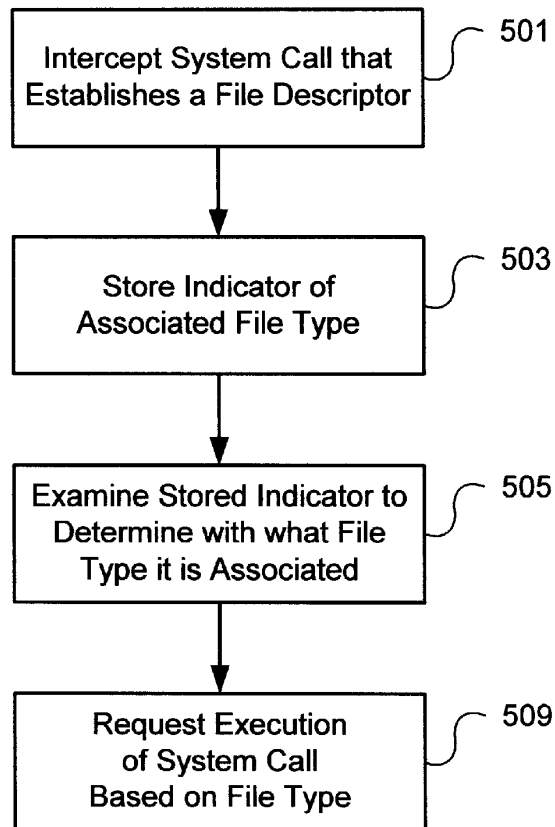 Intercept System Call that
Establishes a File Descriptor
501
Store Indicator of
Associated File Type
503
Examine Stored Indicator to
Determine with what File
Type it is Associated
505
Request Execution
of System Call
Based on File Type
509